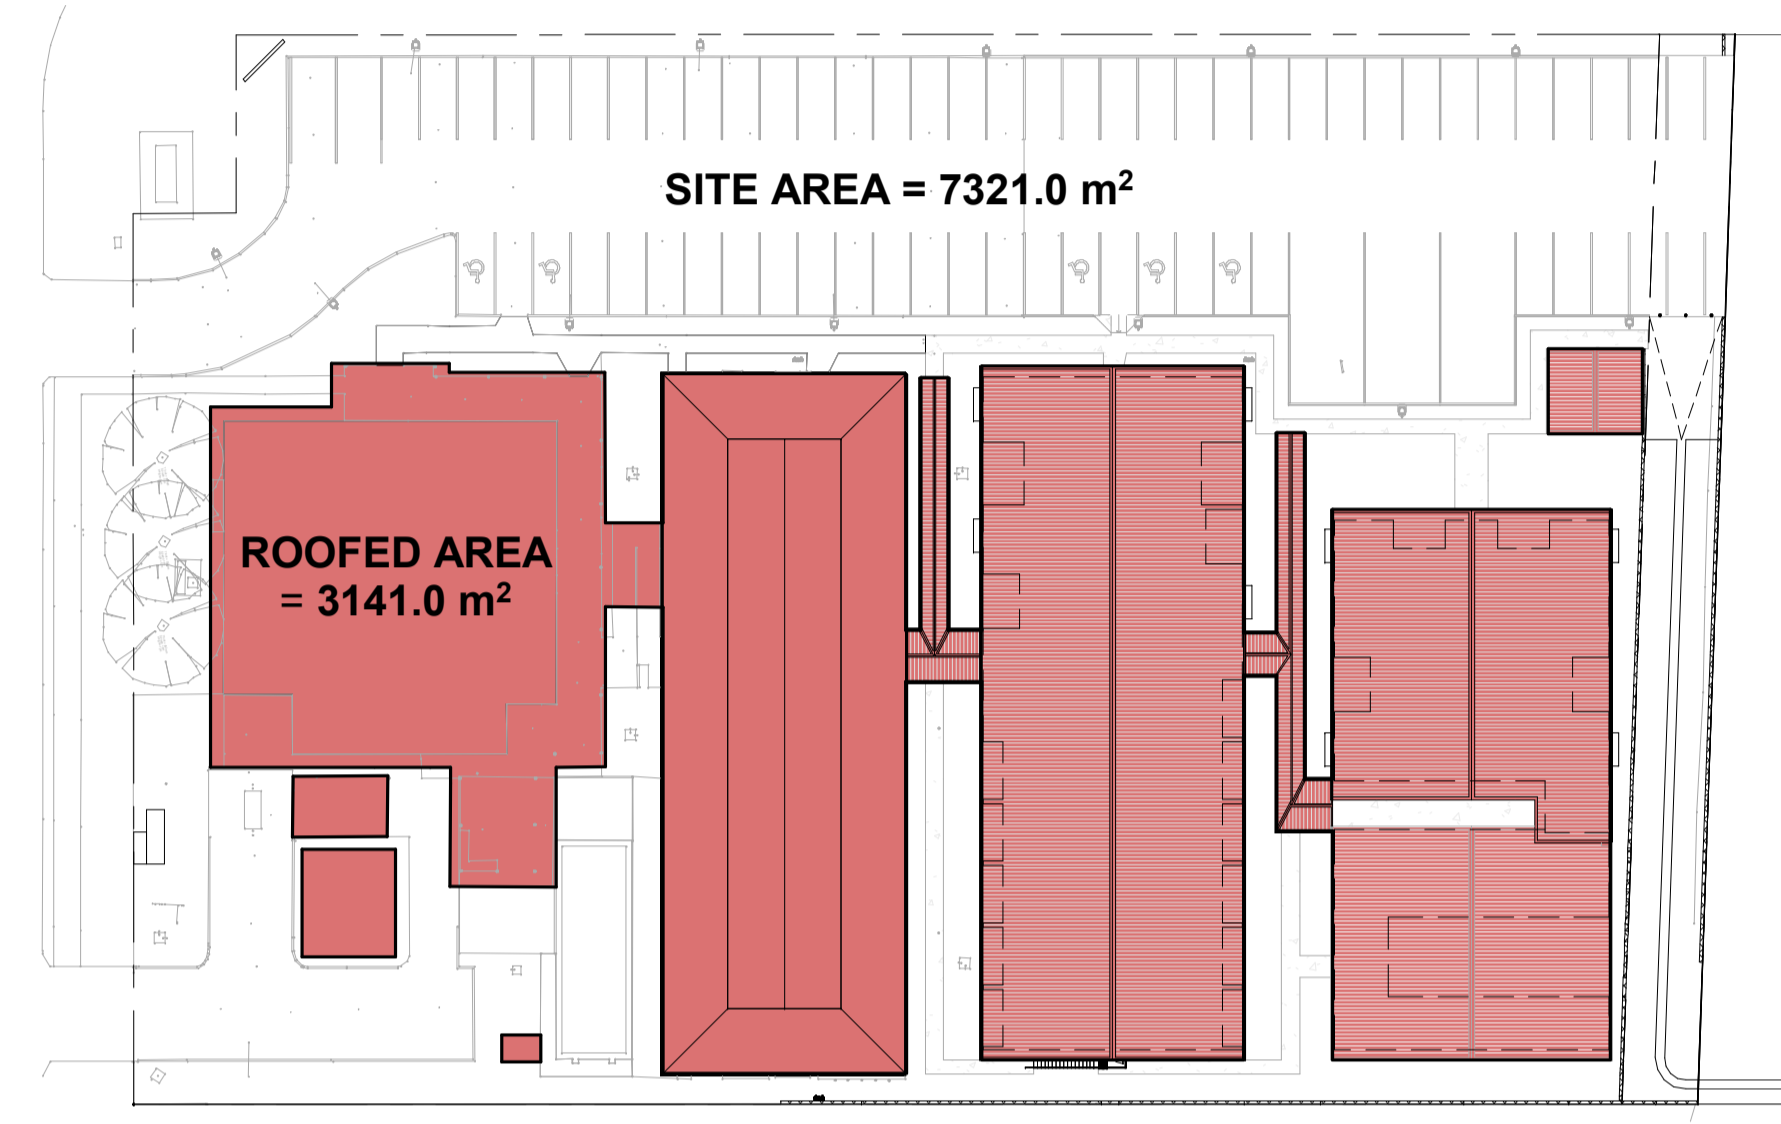 SITE AREA = 7321.0 m²
ROOFED AREA
= 3141.0 m²